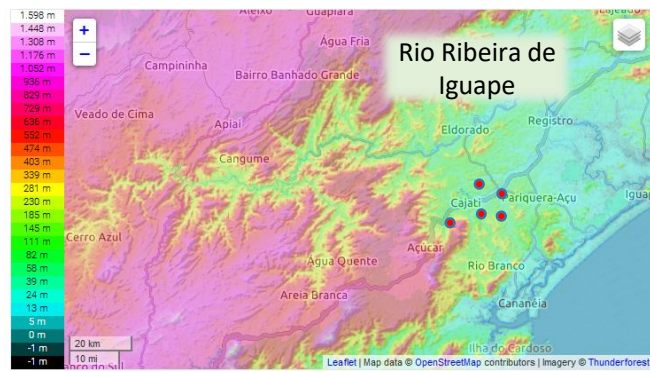 1.598 m
1.448 m
1.308 m
1.176 m
1.052 m
936 m
829 m
729 m
636 m
552 m
474 m
403 m
339 m
281 m
230 m
185 m
145 m
111 m
82 m
58 m
39 m
24 m
13 m
5 m
0 m
-1 m
-1 m
+
−
Rio Ribeira de
Iguape
Guapiara
Água Fria
Campininha
Bairro Banhado Grande
Veado de Cima
Apiaí
Eldorado
Registro
Cangume
Cajati
Pariquera-Açu
Cerro Azul
Açúcar
Água Quente
Rio Branco
Areia Branca
Cananéia
20 km
10 mi
Ilha do Cardoso
Leaflet | Map data © OpenStreetMap contributors | Imagery © Thunderforest